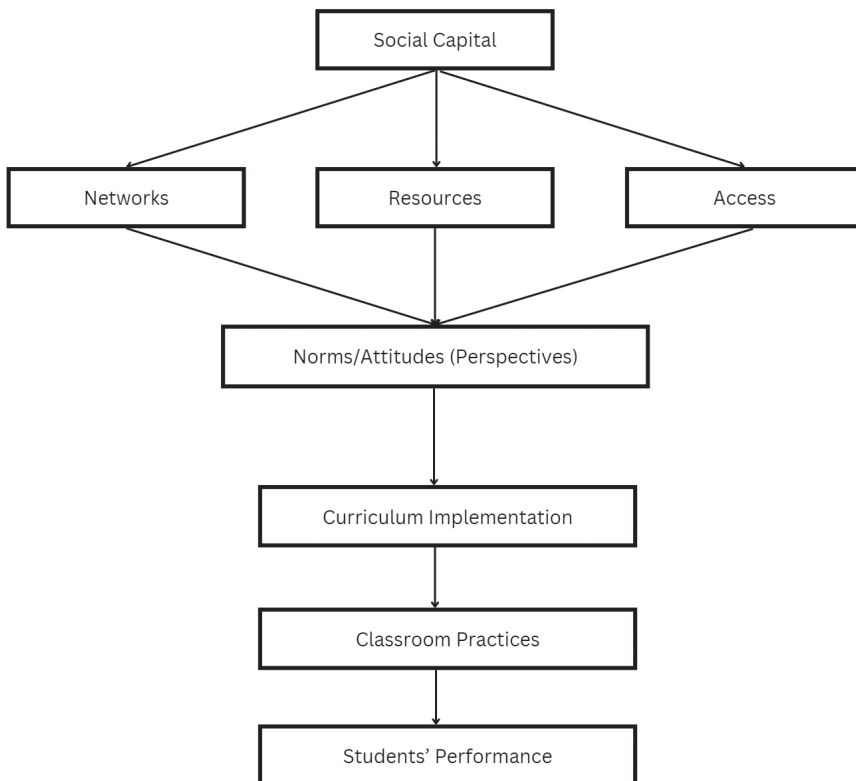 Social Capital
Networks
Resources
Access
Norms/Attitudes (Perspectives)
Curriculum Implementation
Classroom Practices
Students’ Performance